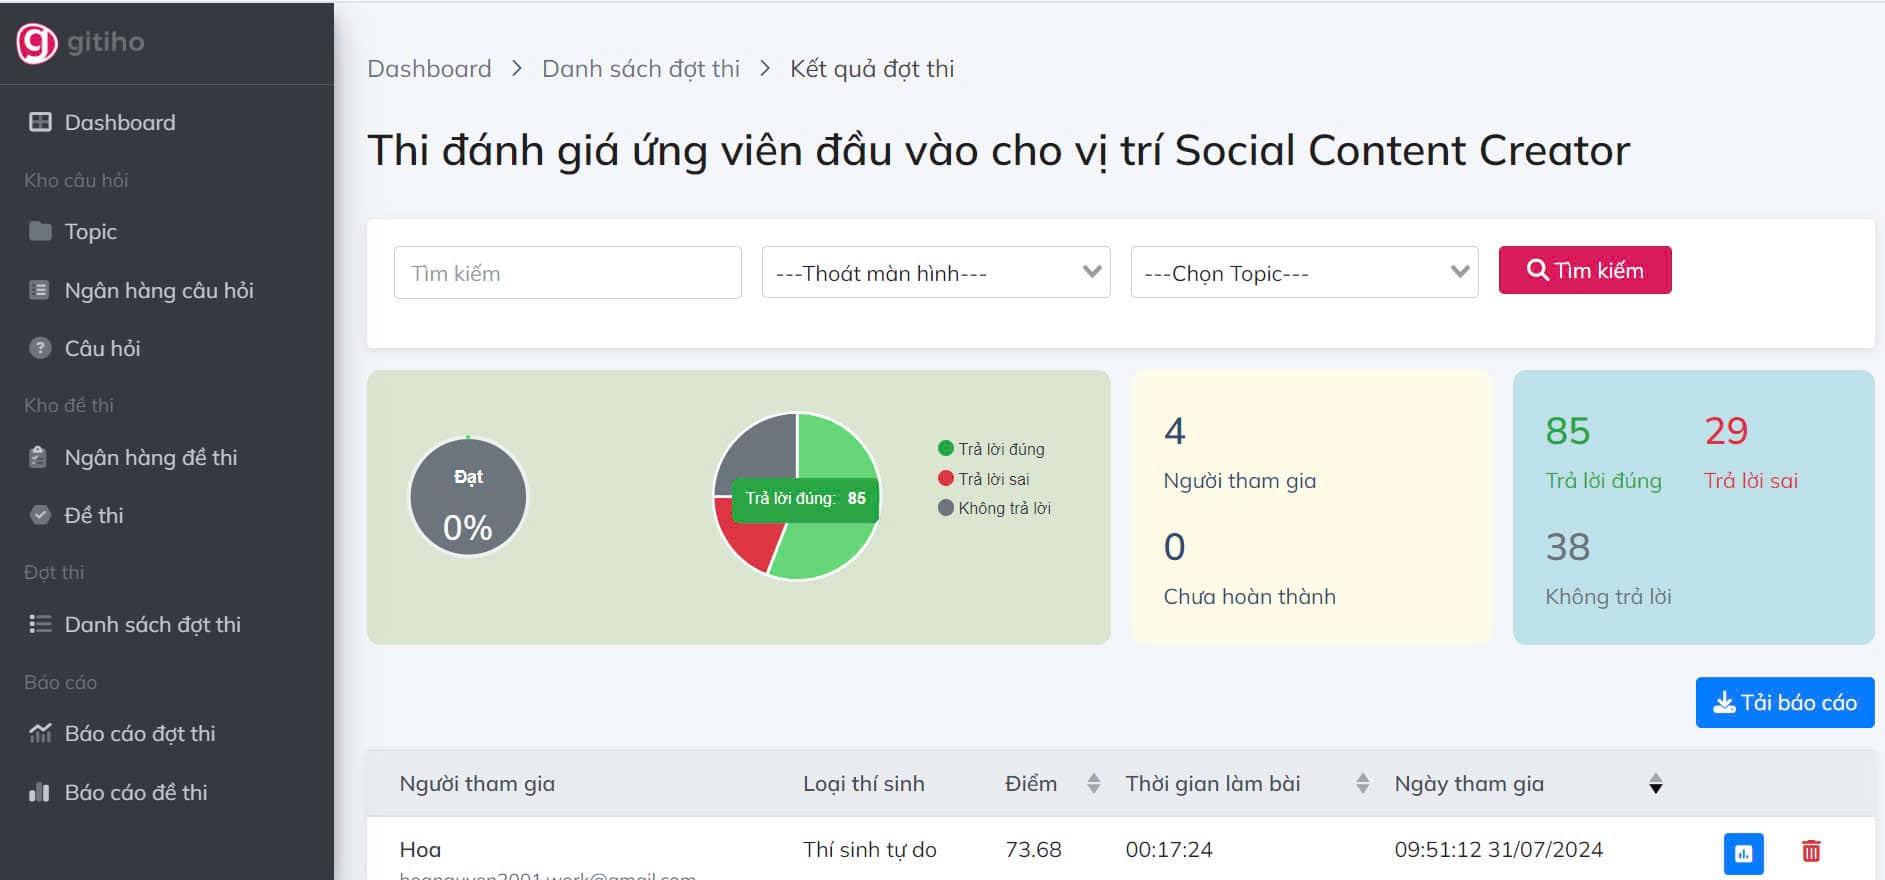 gitiho
Dashboard
Kho câu hỏi
Topic
Ngân hàng câu hỏi
Câu hỏi
Kho đề thi
Ngân hàng đề thi
Đề thi
Đợt thi
Danh sách đợt thi
Báo cáo
Báo cáo đợt thi
Báo cáo đề thi
Dashboard > Danh sách đợt thi > Kết quả đợt thi
Thi đánh giá ứng viên đầu vào cho vị trí Social Content Creator
Tìm kiếm
---Thoát màn hình---
---Chọn Topic---
Tìm kiếm
Đạt
0%
Trả lời đúng: 85
Trả lời đúng
Trả lời sai
Không trả lời
4
Người tham gia
0
Chưa hoàn thành
85
Trả lời đúng
29
Trả lời sai
38
Không trả lời
Tải báo cáo
Người tham gia Loại thí sinh Điểm Thời gian làm bài Ngày tham gia
Hoa Thí sinh tự do 73.68 00:17:24 09:51:12 31/07/2024